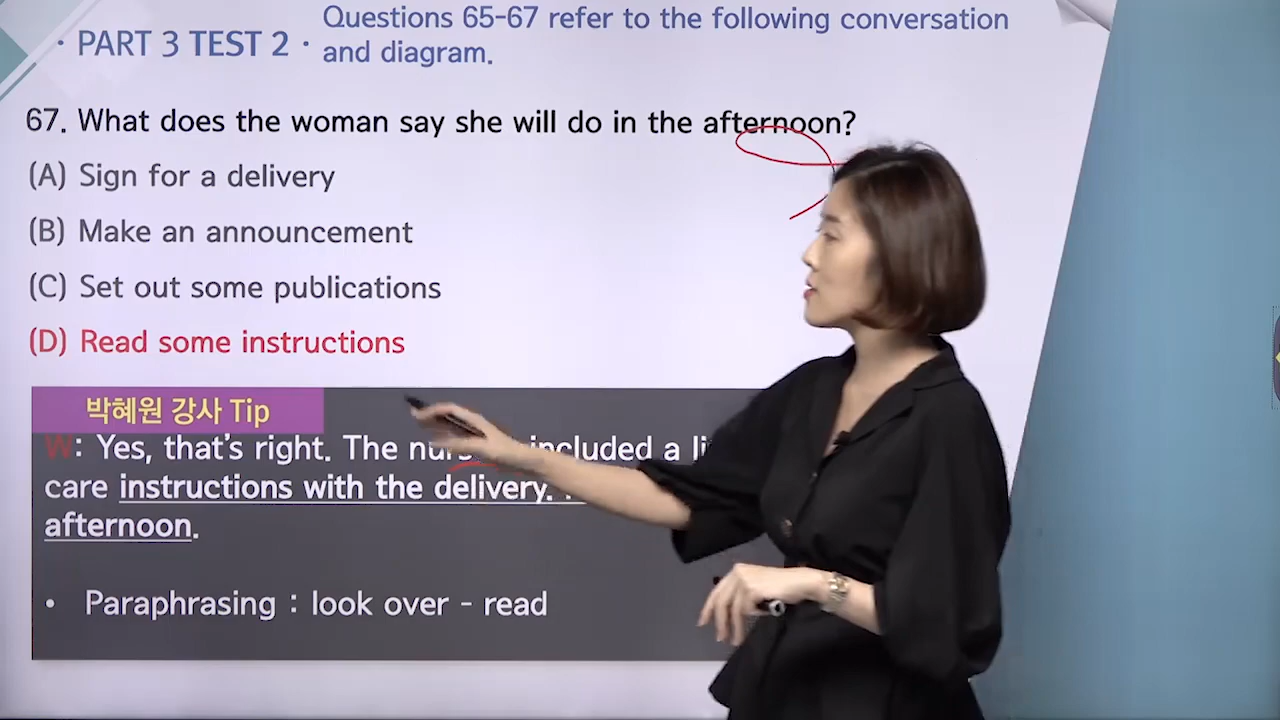 · PART 3 TEST 2 ·
Questions 65-67 refer to the following conversation
and diagram.
67. What does the woman say she will do in the afternoon?
(A) Sign for a delivery
(B) Make an announcement
(C) Set out some publications
(D) Read some instructions
박혜원 강사 Tip
W: Yes, that's right. The included a
care instructions with the delivery.
afternoon.
• Paraphrasing : look over - read